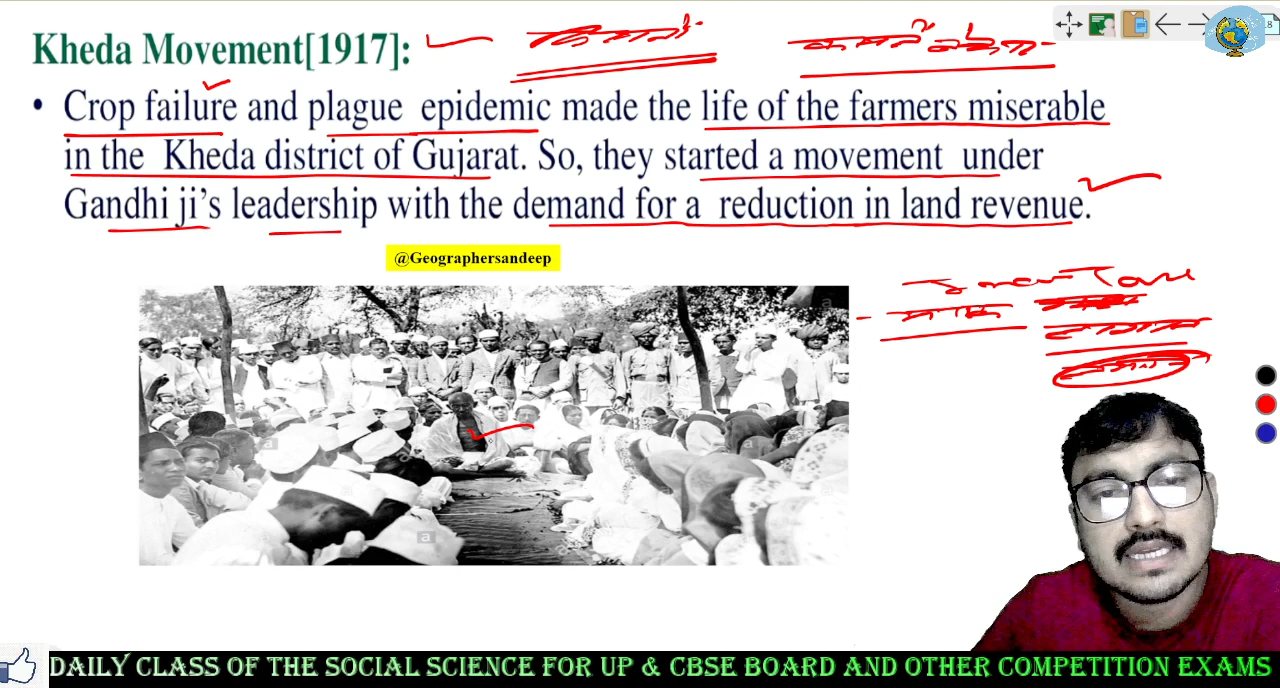 Kheda Movement[1917]:
• Crop failure and plague epidemic made the life of the farmers miserable
in the Kheda district of Gujarat. So, they started a movement under
Gandhi ji’s leadership with the demand for a reduction in land revenue.
@Geographersandeep
a
a
DAILY CLASS OF THE SOCIAL SCIENCE FOR UP & CBSE BOARD AND OTHER COMPETITION EXAMS